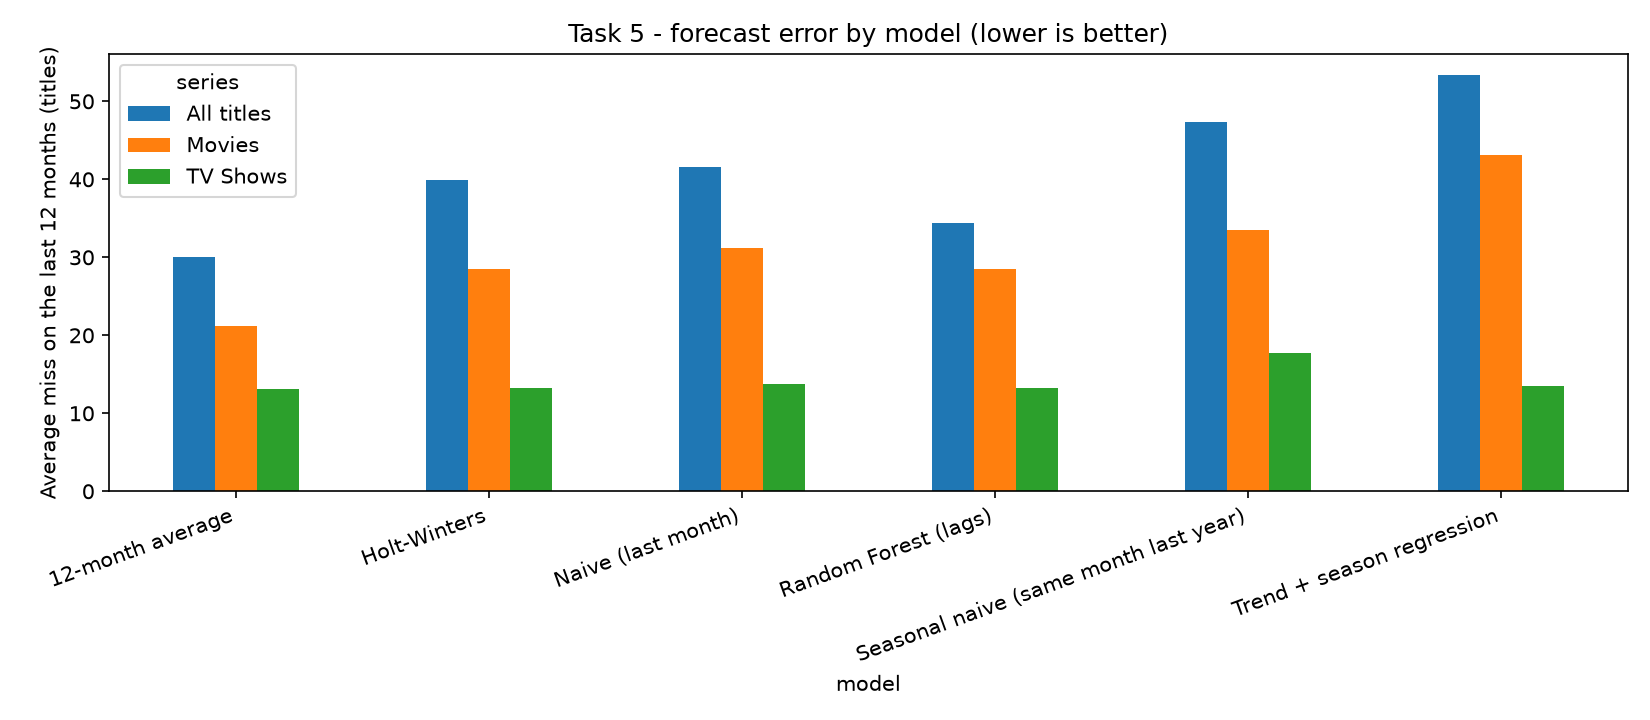 Task 5 - forecast error by model (lower is better)
Average miss on the last 12 months (titles)
series
All titles
Movies
TV Shows
50
40
30
20
10
0
12-month average
Holt-Winters
Naive (last month)
Random Forest (lags)
Seasonal naive (same month last year)
Trend + season regression
model